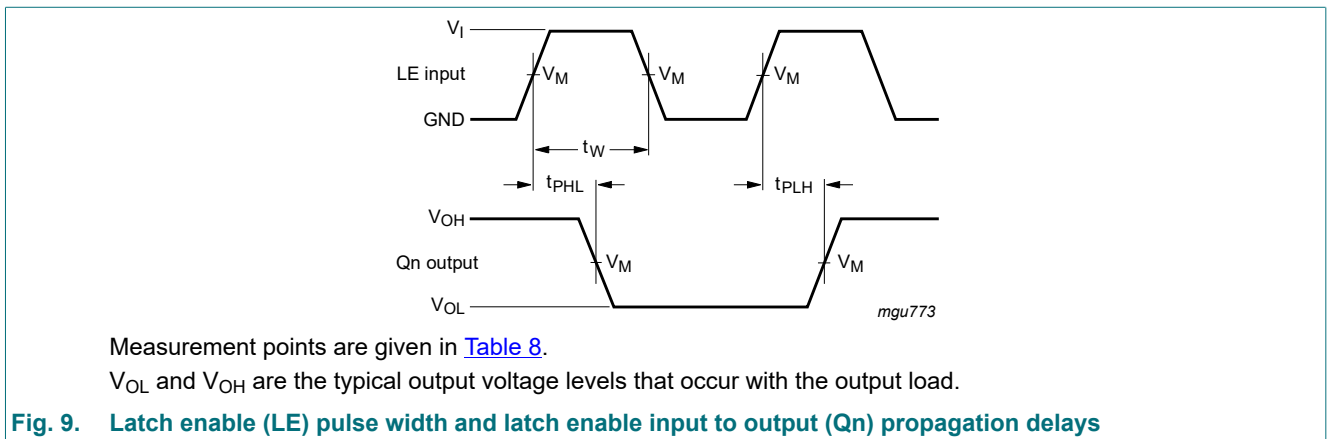 VI
LE input
VM
VM
VM
GND
tW
tPHL
tPLH
VOH
Qn output
VM
VM
VOL
mgu773
Measurement points are given in Table 8.
VOL and VOH are the typical output voltage levels that occur with the output load.
Fig. 9. Latch enable (LE) pulse width and latch enable input to output (Qn) propagation delays